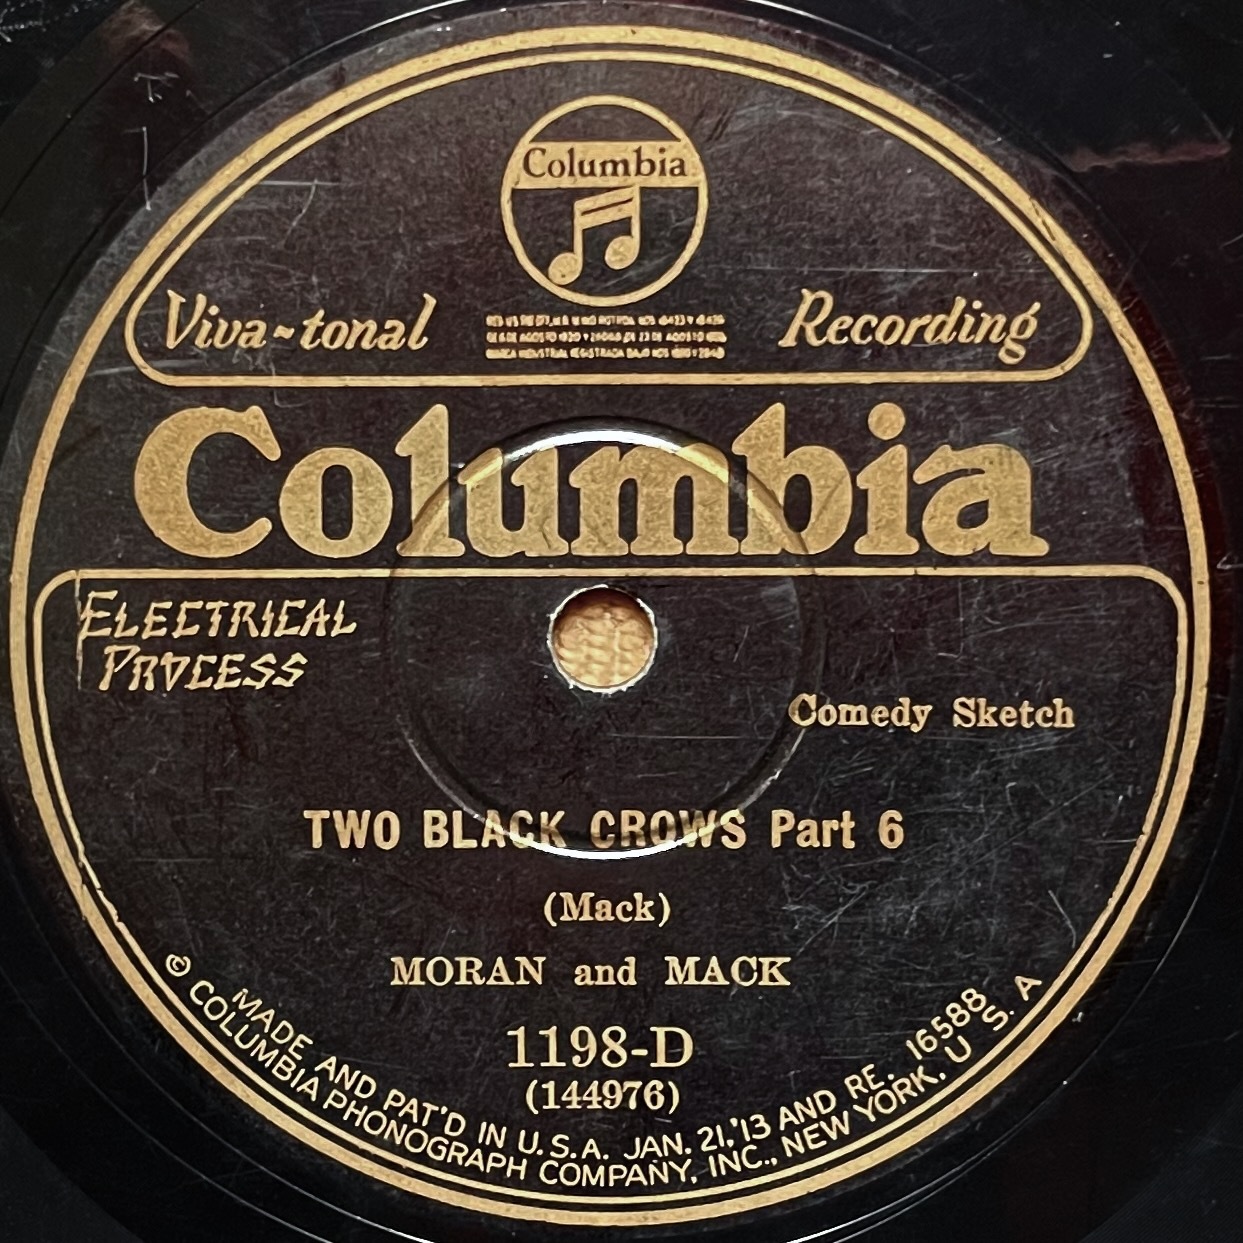 Columbia
Viva-tonal Recording
Columbia
ELECTRICAL
PROCESS
Comedy Sketch
TWO BLACK CROWS Part 6
(Mack)
MORAN and MACK
1198-D
(144976)
MADE AND PAT'D IN U.S.A. JAN. 21,'13 AND RE. 16588
© COLUMBIA PHONOGRAPH COMPANY, INC., NEW YORK, U.S.A